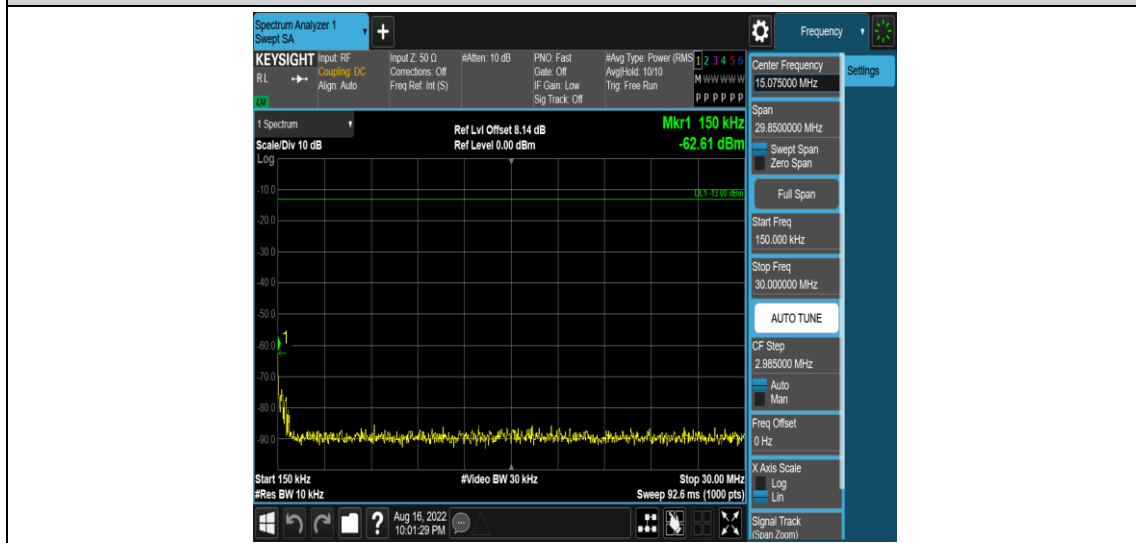 Spectrum Analyzer 1
Swept SA
+
Frequency
KEYSIGHT
RL
LXI
Input: RF
Coupling: DC
Align: Auto
Input Z: 50 Ω
Corrections: Off
Freq Ref: Int (S)
#Atten: 10 dB
PNO: Fast
Gate: Off
IF Gain: Low
Sig Track: Off
#Avg Type: Power (RMS
Avg|Hold: 10/10
Trig: Free Run
1 2 3 4 5 6
M W W W W W
P P P P P P
1 Spectrum
Scale/Div 10 dB
Log
Ref Lvl Offset 8.14 dB
Ref Level 0.00 dBm
Mkr1 150 kHz
-62.61 dBm
DL1 -13.00 dBm
-10.0
-20.0
-30.0
-40.0
-50.0
-60.0
-70.0
-80.0
-90.0
1
Start 150 kHz
#Res BW 10 kHz
#Video BW 30 kHz
Stop 30.00 MHz
Sweep 92.6 ms (1000 pts)
?
Aug 16, 2022
10:01:29 PM
Center Frequency
15.075000 MHz
Settings
Span
29.8500000 MHz
Swept Span
Zero Span
Full Span
Start Freq
150.000 kHz
Stop Freq
30.000000 MHz
AUTO TUNE
CF Step
2.985000 MHz
Auto
Man
Freq Offset
0 Hz
X Axis Scale
Log
Lin
Signal Track
(Span Zoom)